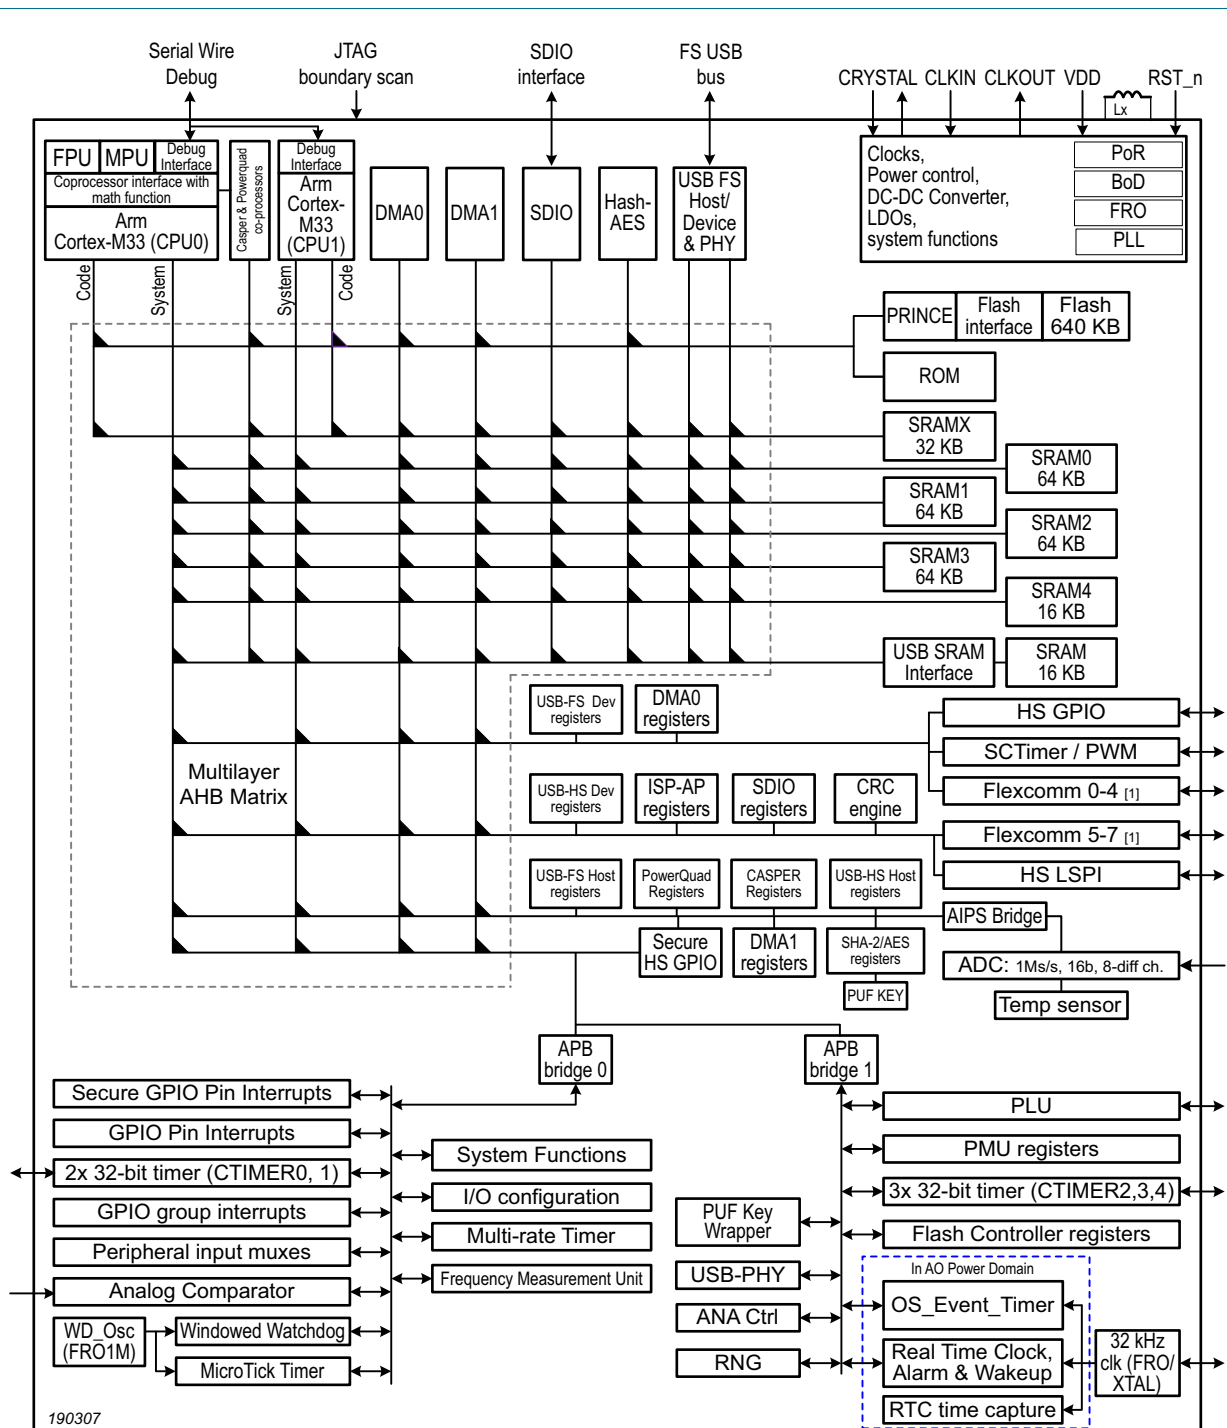 Serial Wire
Debug
JTAG
boundary scan
SDIO
interface
FS USB
bus
CRYSTAL CLKIN CLKOUT VDD
RST_n
Lx
FPU
MPU
Debug
Interface
Coprocessor interface with
math function
Arm
Cortex-M33 (CPU0)
Casper & Powerquad
co-processors
Debug
Interface
Arm
Cortex-
M33
(CPU1)
DMA0
DMA1
SDIO
Hash-
AES
USB FS
Host/
Device
& PHY
Clocks,
Power control,
DC-DC Converter,
LDOs,
system functions
PoR
BoD
FRO
PLL
Code
System
System
Code
PRINCE
Flash
interface
Flash
640 KB
ROM
SRAMX
32 KB
SRAM0
64 KB
SRAM1
64 KB
SRAM2
64 KB
SRAM3
64 KB
SRAM4
16 KB
USB SRAM
Interface
SRAM
16 KB
USB-FS Dev
registers
DMA0
registers
HS GPIO
SCTimer / PWM
Flexcomm 0-4 [1]
Multilayer
AHB Matrix
USB-HS Dev
registers
ISP-AP
registers
SDIO
registers
CRC
engine
Flexcomm 5-7 [1]
HS LSPI
USB-FS Host
registers
PowerQuad
Registers
CASPER
Registers
USB-HS Host
registers
AIPS Bridge
Secure
HS GPIO
DMA1
registers
SHA-2/AES
registers
PUF KEY
ADC: 1Ms/s, 16b, 8-diff ch.
Temp sensor
APB
bridge 0
APB
bridge 1
Secure GPIO Pin Interrupts
GPIO Pin Interrupts
2x 32-bit timer (CTIMER0, 1)
GPIO group interrupts
Peripheral input muxes
Analog Comparator
WD_Osc
(FRO1M)
Windowed Watchdog
MicroTick Timer
System Functions
I/O configuration
Multi-rate Timer
Frequency Measurement Unit
PUF Key
Wrapper
USB-PHY
ANA Ctrl
RNG
PLU
PMU registers
3x 32-bit timer (CTIMER2,3,4)
Flash Controller registers
In AO Power Domain
OS_Event_Timer
Real Time Clock,
Alarm & Wakeup
RTC time capture
32 kHz
clk (FRO/
XTAL)
190307